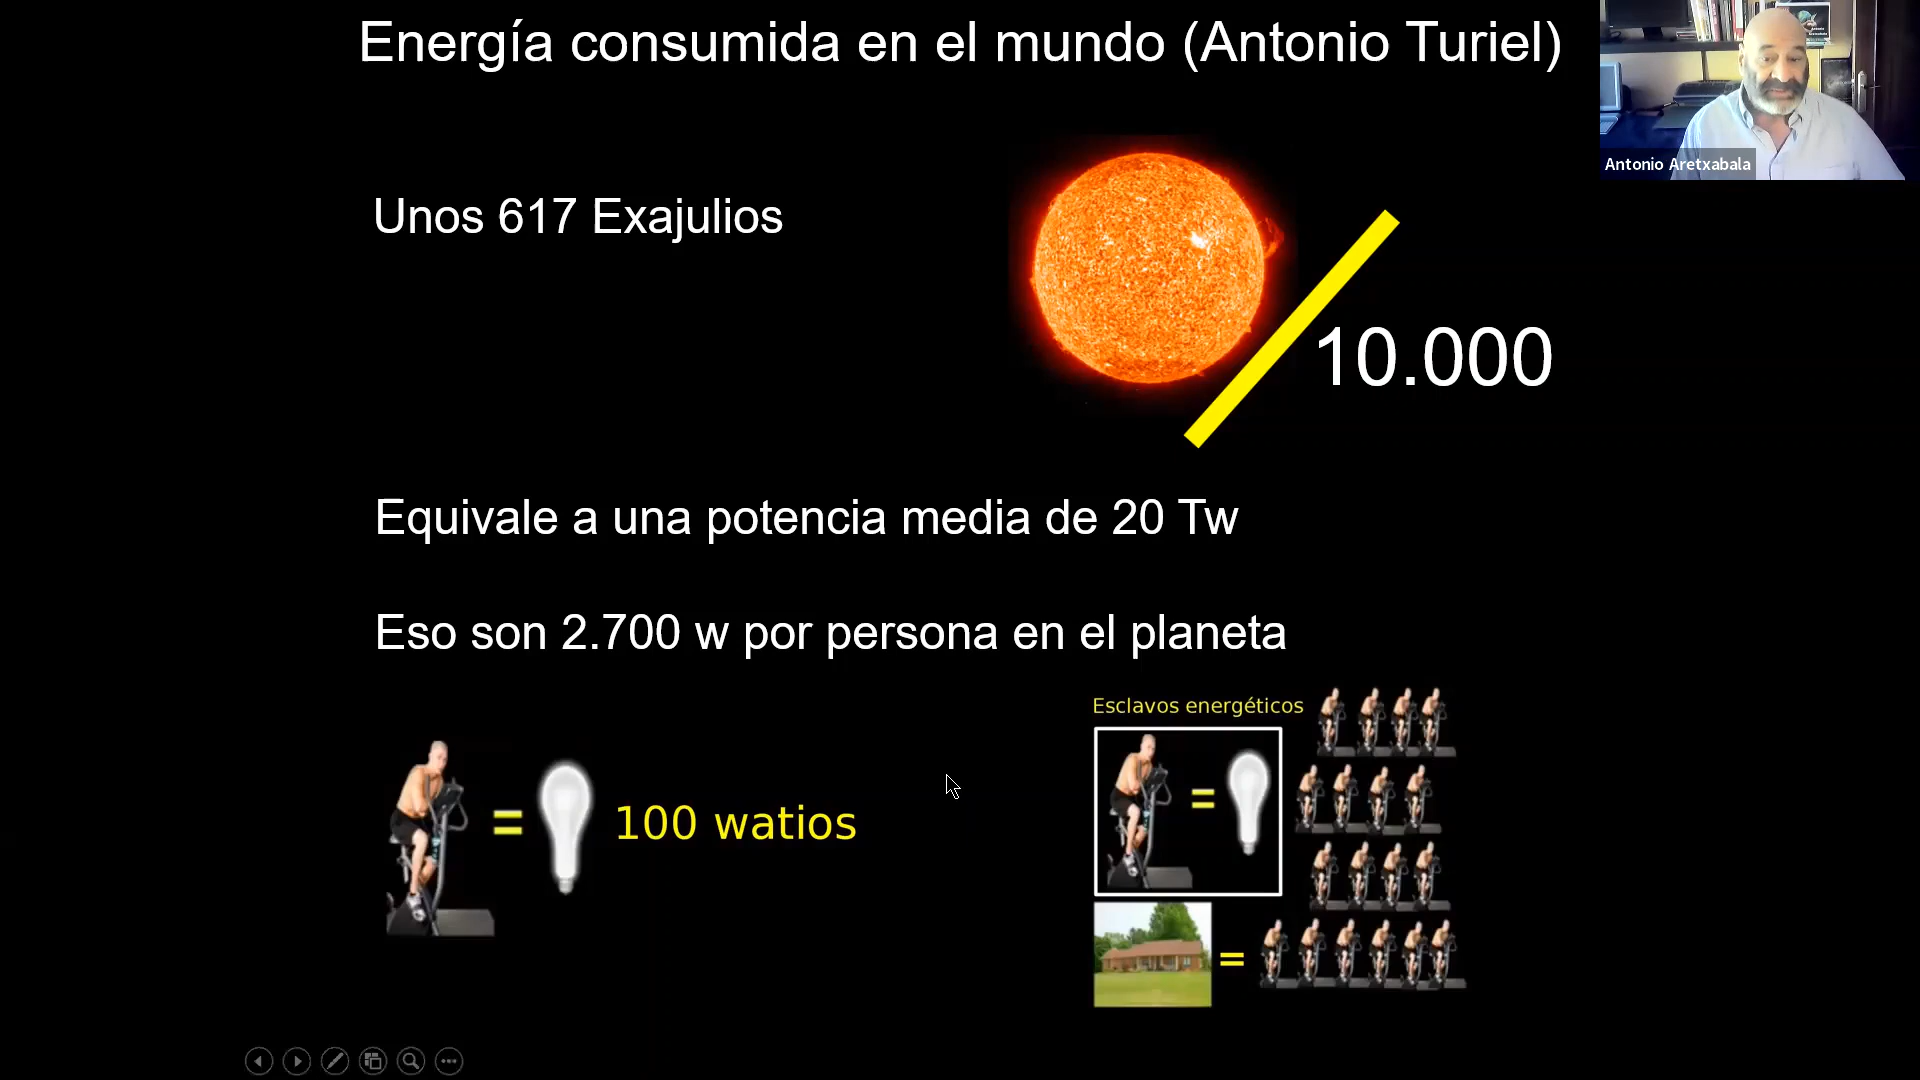 Energía consumida en el mundo (Antonio Turiel)
Antonio Aretxabala
Unos 617 Exajulios
10.000
Equivale a una potencia media de 20 Tw
Eso son 2.700 w por persona en el planeta
Esclavos energéticos
=
100 watios
=
=